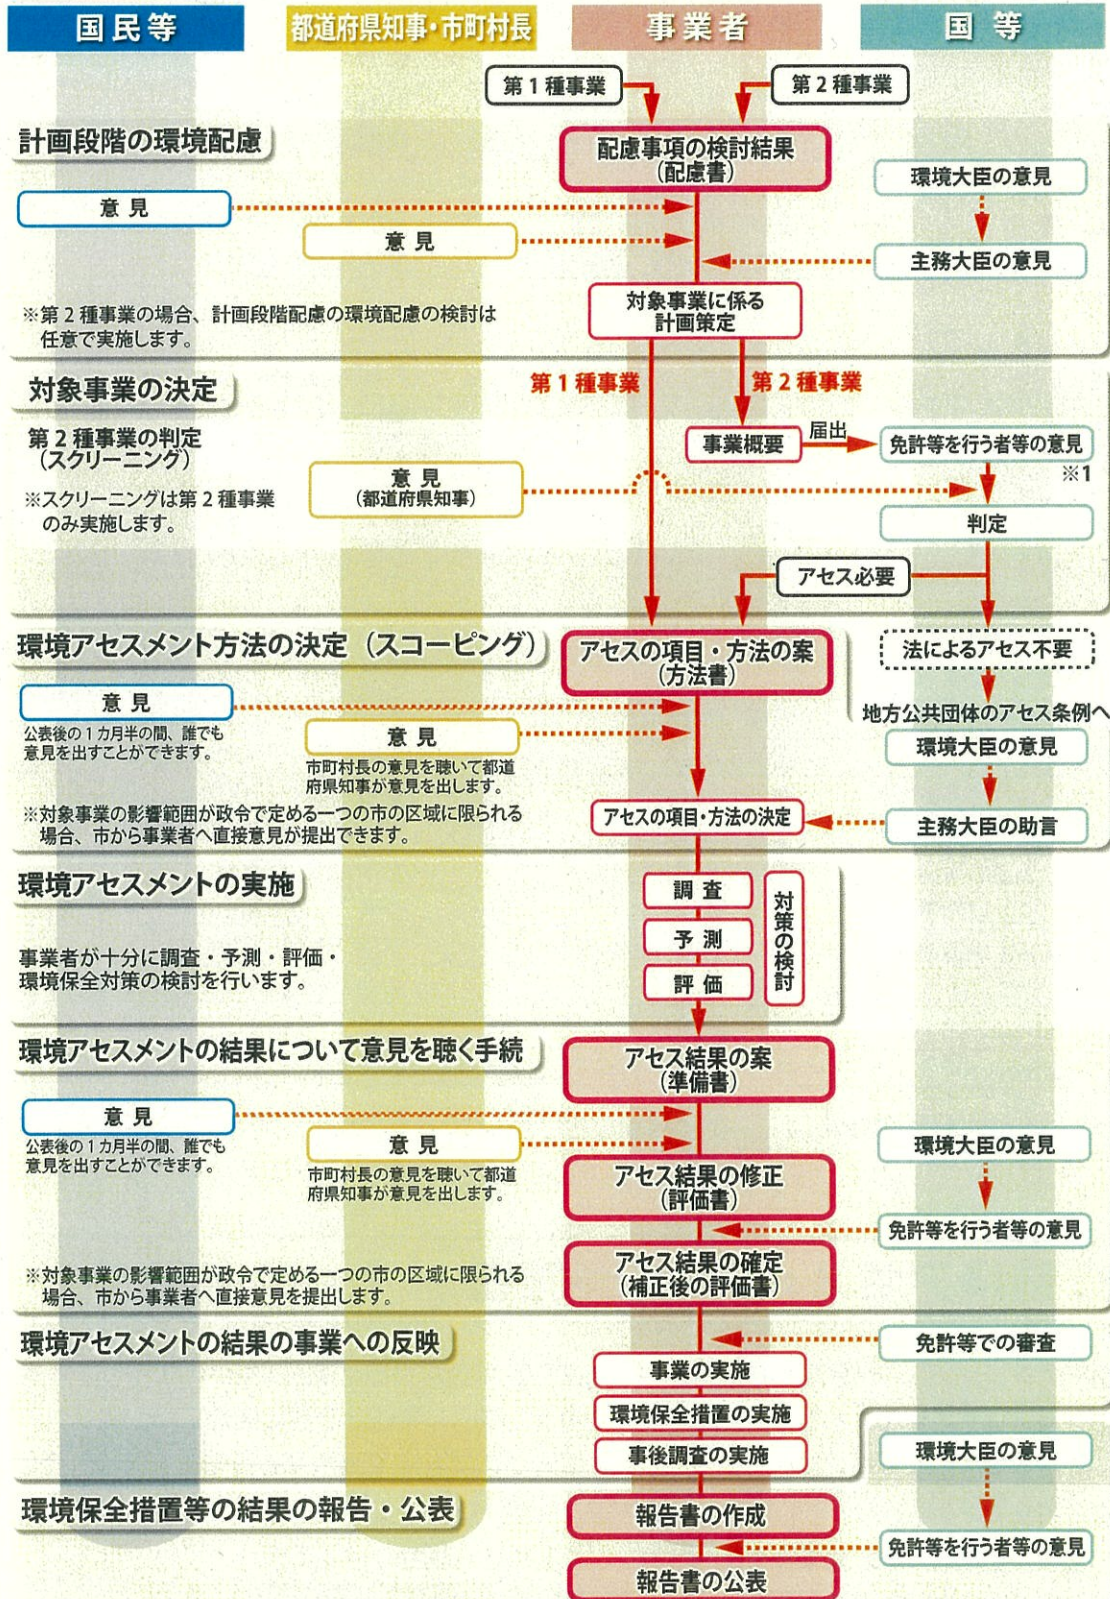 国民等
都道府県知事・市町村長
事業者
国等
第1種事業
第2種事業
計画段階の環境配慮
配慮事項の検討結果
(配慮書)
環境大臣の意見
意見
意見
主務大臣の意見
対象事業に係る
計画策定
※第2種事業の場合、計画段階配慮の環境配慮の検討は
任意で実施します。
対象事業の決定
第1種事業
第2種事業
第2種事業の判定
(スクリーニング)
事業概要
届出
免許等を行う者等の意見
※1
意見
(都道府県知事)
※スクリーニングは第2種事業
のみ実施します。
判定
アセス必要
環境アセスメント方法の決定(スコーピング)
アセスの項目・方法の案
(方法書)
法によるアセス不要
地方公共団体のアセス条例へ
意見
公表後の1カ月半の間、誰でも
意見を出すことができます。
意見
市町村長の意見を聴いて都道
府県知事が意見を出します。
環境大臣の意見
※対象事業の影響範囲が政令で定める一つの市の区域に限られる
場合、市から事業者へ直接意見が提出できます。
アセスの項目・方法の決定
主務大臣の助言
環境アセスメントの実施
調査
予測
評価
対策の検討
事業者が十分に調査・予測・評価・
環境保全対策の検討を行います。
環境アセスメントの結果について意見を聴く手続
アセス結果の案
(準備書)
意見
公表後の1カ月半の間、誰でも
意見を出すことができます。
意見
市町村長の意見を聴いて都道
府県知事が意見を出します。
環境大臣の意見
アセス結果の修正
(評価書)
免許等を行う者等の意見
アセス結果の確定
(補正後の評価書)
※対象事業の影響範囲が政令で定める一つの市の区域に限られる
場合、市から事業者へ直接意見を提出します。
環境アセスメントの結果の事業への反映
免許等での審査
事業の実施
環境保全措置の実施
事後調査の実施
環境大臣の意見
環境保全措置等の結果の報告・公表
報告書の作成
免許等を行う者等の意見
報告書の公表